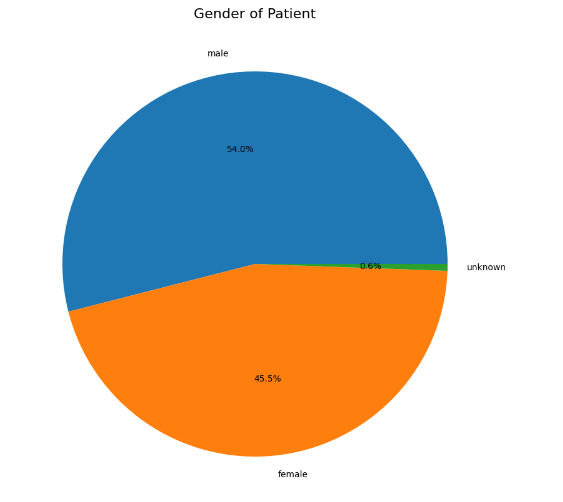 Gender of Patient
male
54.0%
0.6%
unknown
45.5%
female